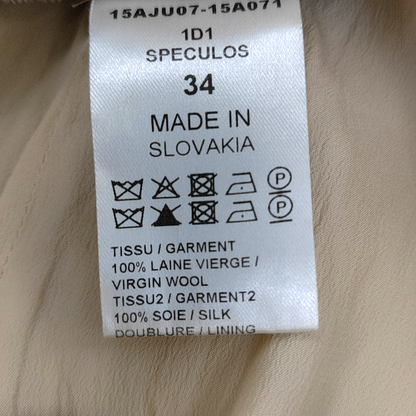 15AJU07-15A071
1D1
SPECULOS
34
MADE IN
SLOVAKIA
P
P
TISSU / GARMENT
100% LAINE VIERGE /
VIRGIN WOOL
TISSU2 / GARMENT2
100% SOIE / SILK
DOUBLURE / LINING